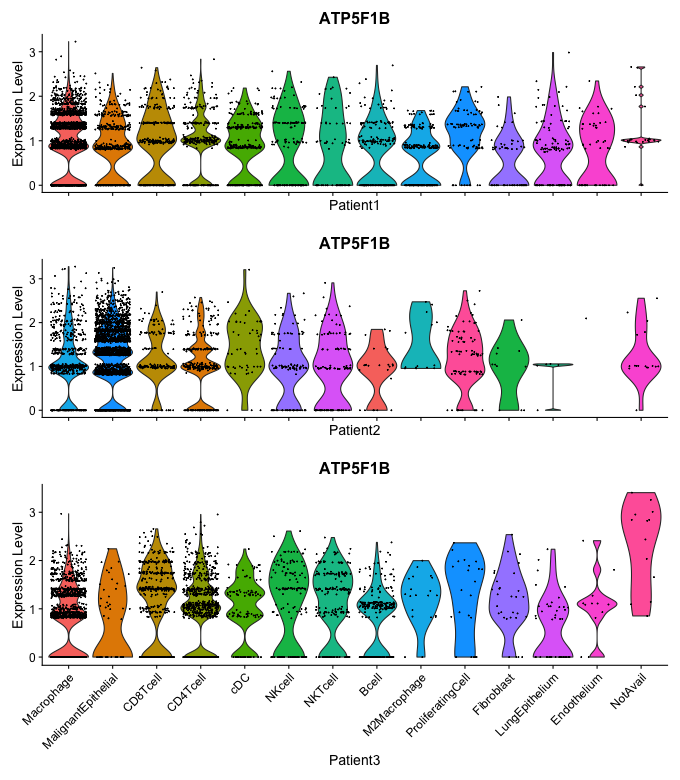 ATP5F1B
Expression Level
3
2
1
0
Patient1
ATP5F1B
Expression Level
3
2
1
0
Patient2
ATP5F1B
Expression Level
3
2
1
0
Macrophage
MalignantEpithelial
CD8Tcell
CD4Tcell
cDC
NKcell
NKTcell
Bcell
M2Macrophage
ProliferatingCell
Fibroblast
LungEpithelium
Endothelium
NotAvail
Patient3